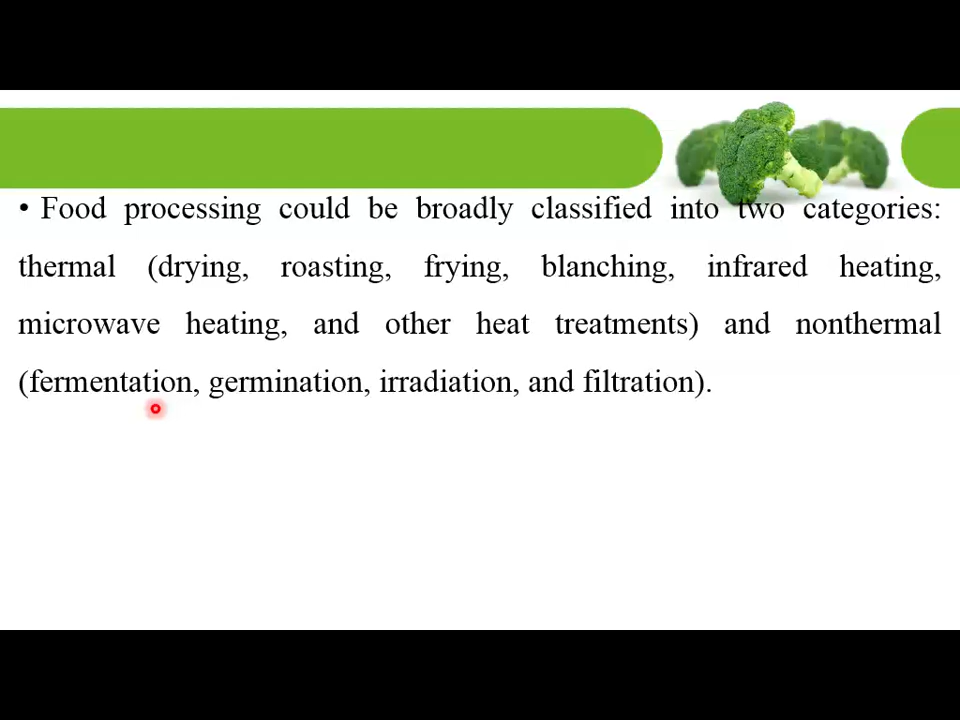 • Food processing could be broadly classified into two categories:
thermal (drying, roasting, frying, blanching, infrared heating,
microwave heating, and other heat treatments) and nonthermal
(fermentation, germination, irradiation, and filtration).